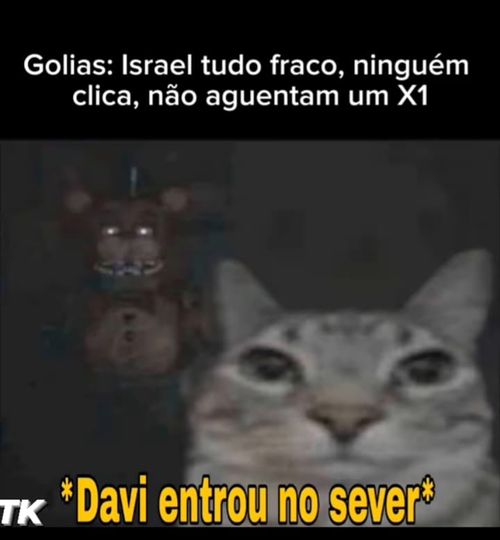 Golias: Israel tudo fraco, ninguém
clica, não aguentam um X1
*Davi entrou no sever*
TK